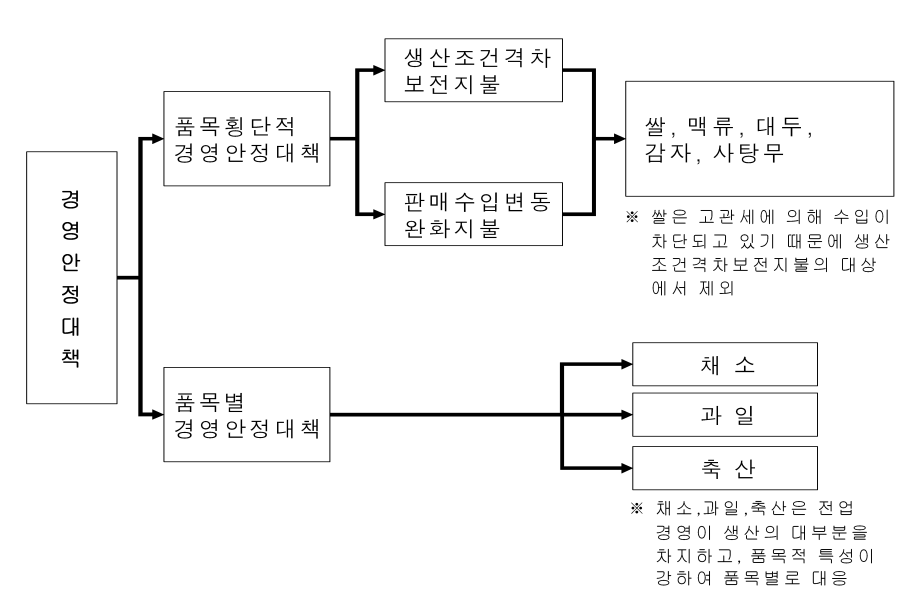 경영안정대책
품목횡단적
경영안정대책
생산조건격차
보전지불
판매수입변동
완화지불
쌀, 맥류, 대두,
감자, 사탕무
※ 쌀은 고관세에 의해 수입이
차단되고 있기 때문에 생산
조건격차보전지불의 대상
에서 제외
품목별
경영안정대책
채 소
과 일
축 산
※ 채소,과일,축산은 전업
경영이 생산의 대부분을
차지하고, 품목적 특성이
강하여 품목별로 대응